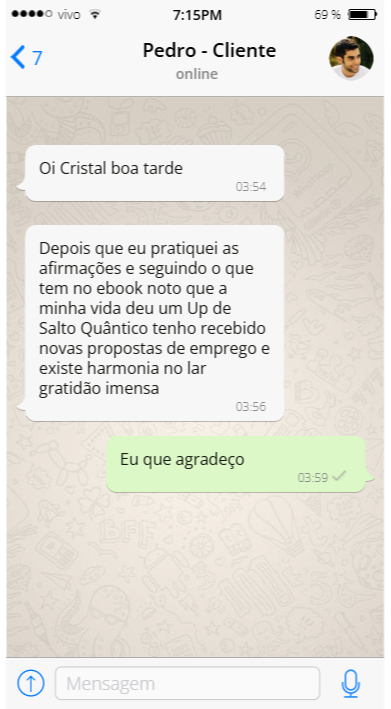 vivo 7:15PM 69 %
7 Pedro - Cliente
online
Oi Cristal boa tarde
03:54
Depois que eu pratiquei as
afirmações e seguindo o que
tem no ebook noto que a
minha vida deu um Up de
Salto Quântico tenho recebido
novas propostas de emprego e
existe harmonia no lar
gratidão imensa
03:56
Eu que agradeço
03:59
Mensagem